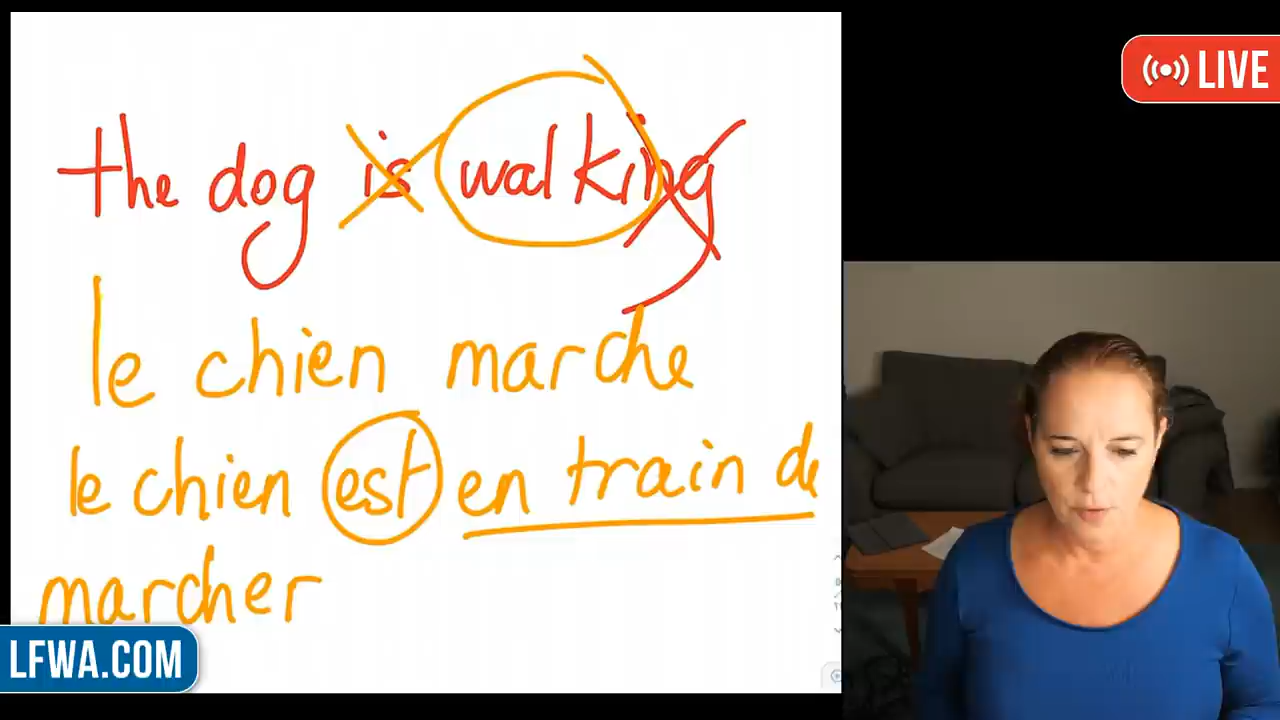 LIVE
the dog is walking
le chien marche
le chien est en train de
marcher
LFWA.COM